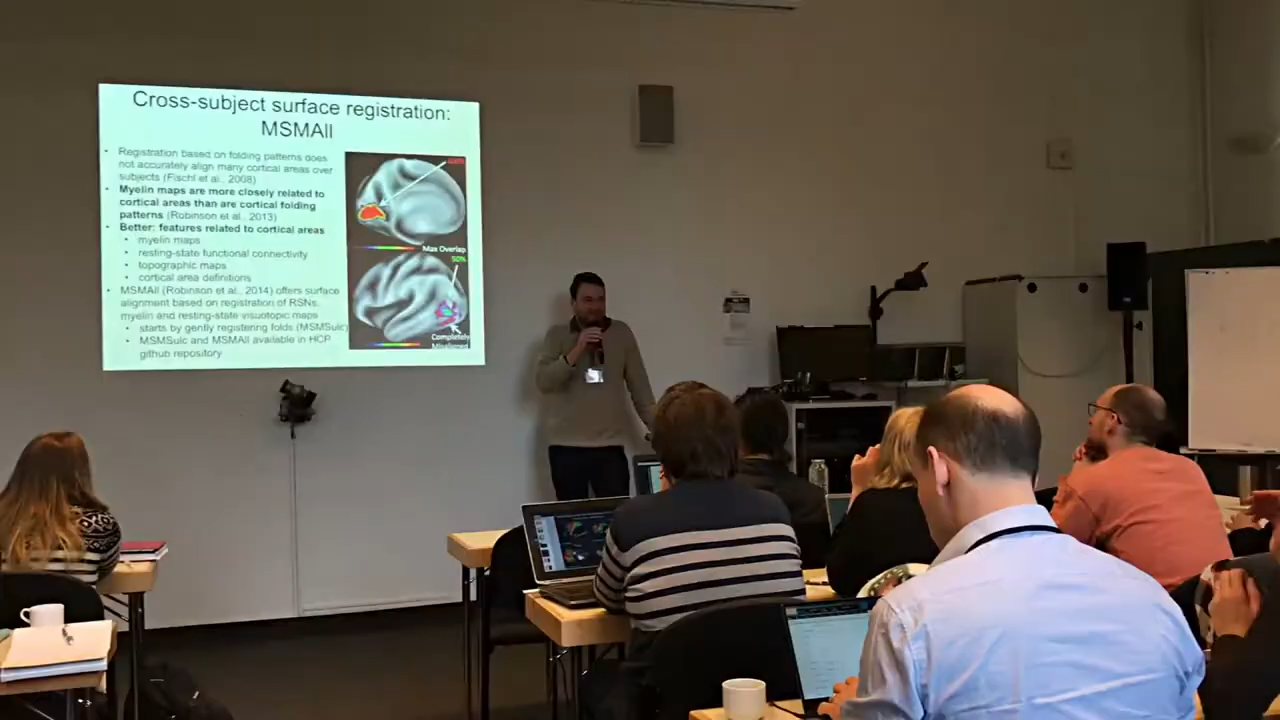 Cross-subject surface registration:
MSMAll
• Registration based on folding patterns does
not accurately align many cortical areas over
subjects (Fischl et al., 2008)
• Myelin maps are more closely related to
cortical areas than are cortical folding
patterns (Robinson et al., 2013)
• Better: features related to cortical areas
• myelin maps
• resting-state functional connectivity
• topographic maps
• cortical area definitions
• MSMAll (Robinson et al., 2014) offers surface
alignment based on registration of RSNs,
myelin and resting-state visuotopic maps
• starts by gently registering folds (MSMSulc)
• MSMSulc and MSMAll available in HCP
github repository
Max Overlap
50%